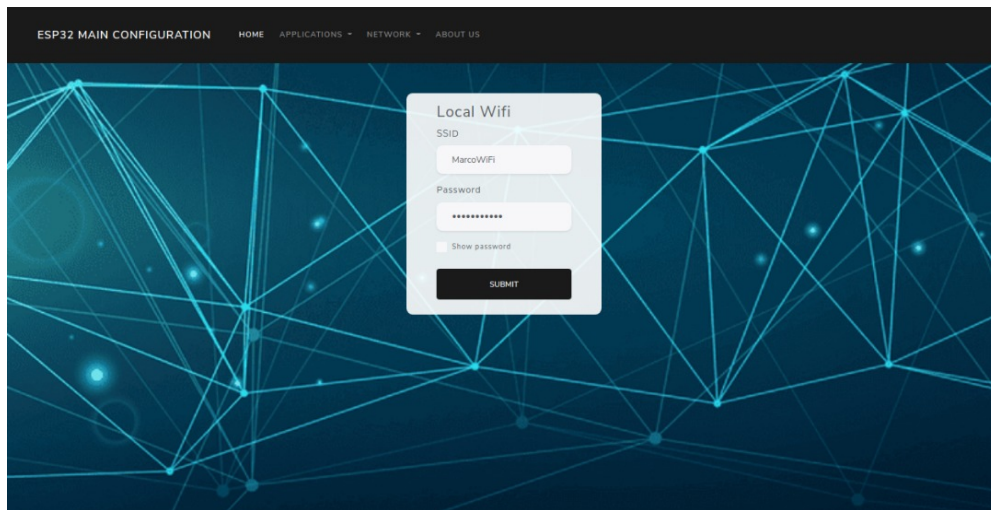 ESP32 MAIN CONFIGURATION HOME APPLICATIONS NETWORK ABOUT US
Local Wifi
SSID
MarcoWiFi
Password
•••••••••••
Show password
SUBMIT